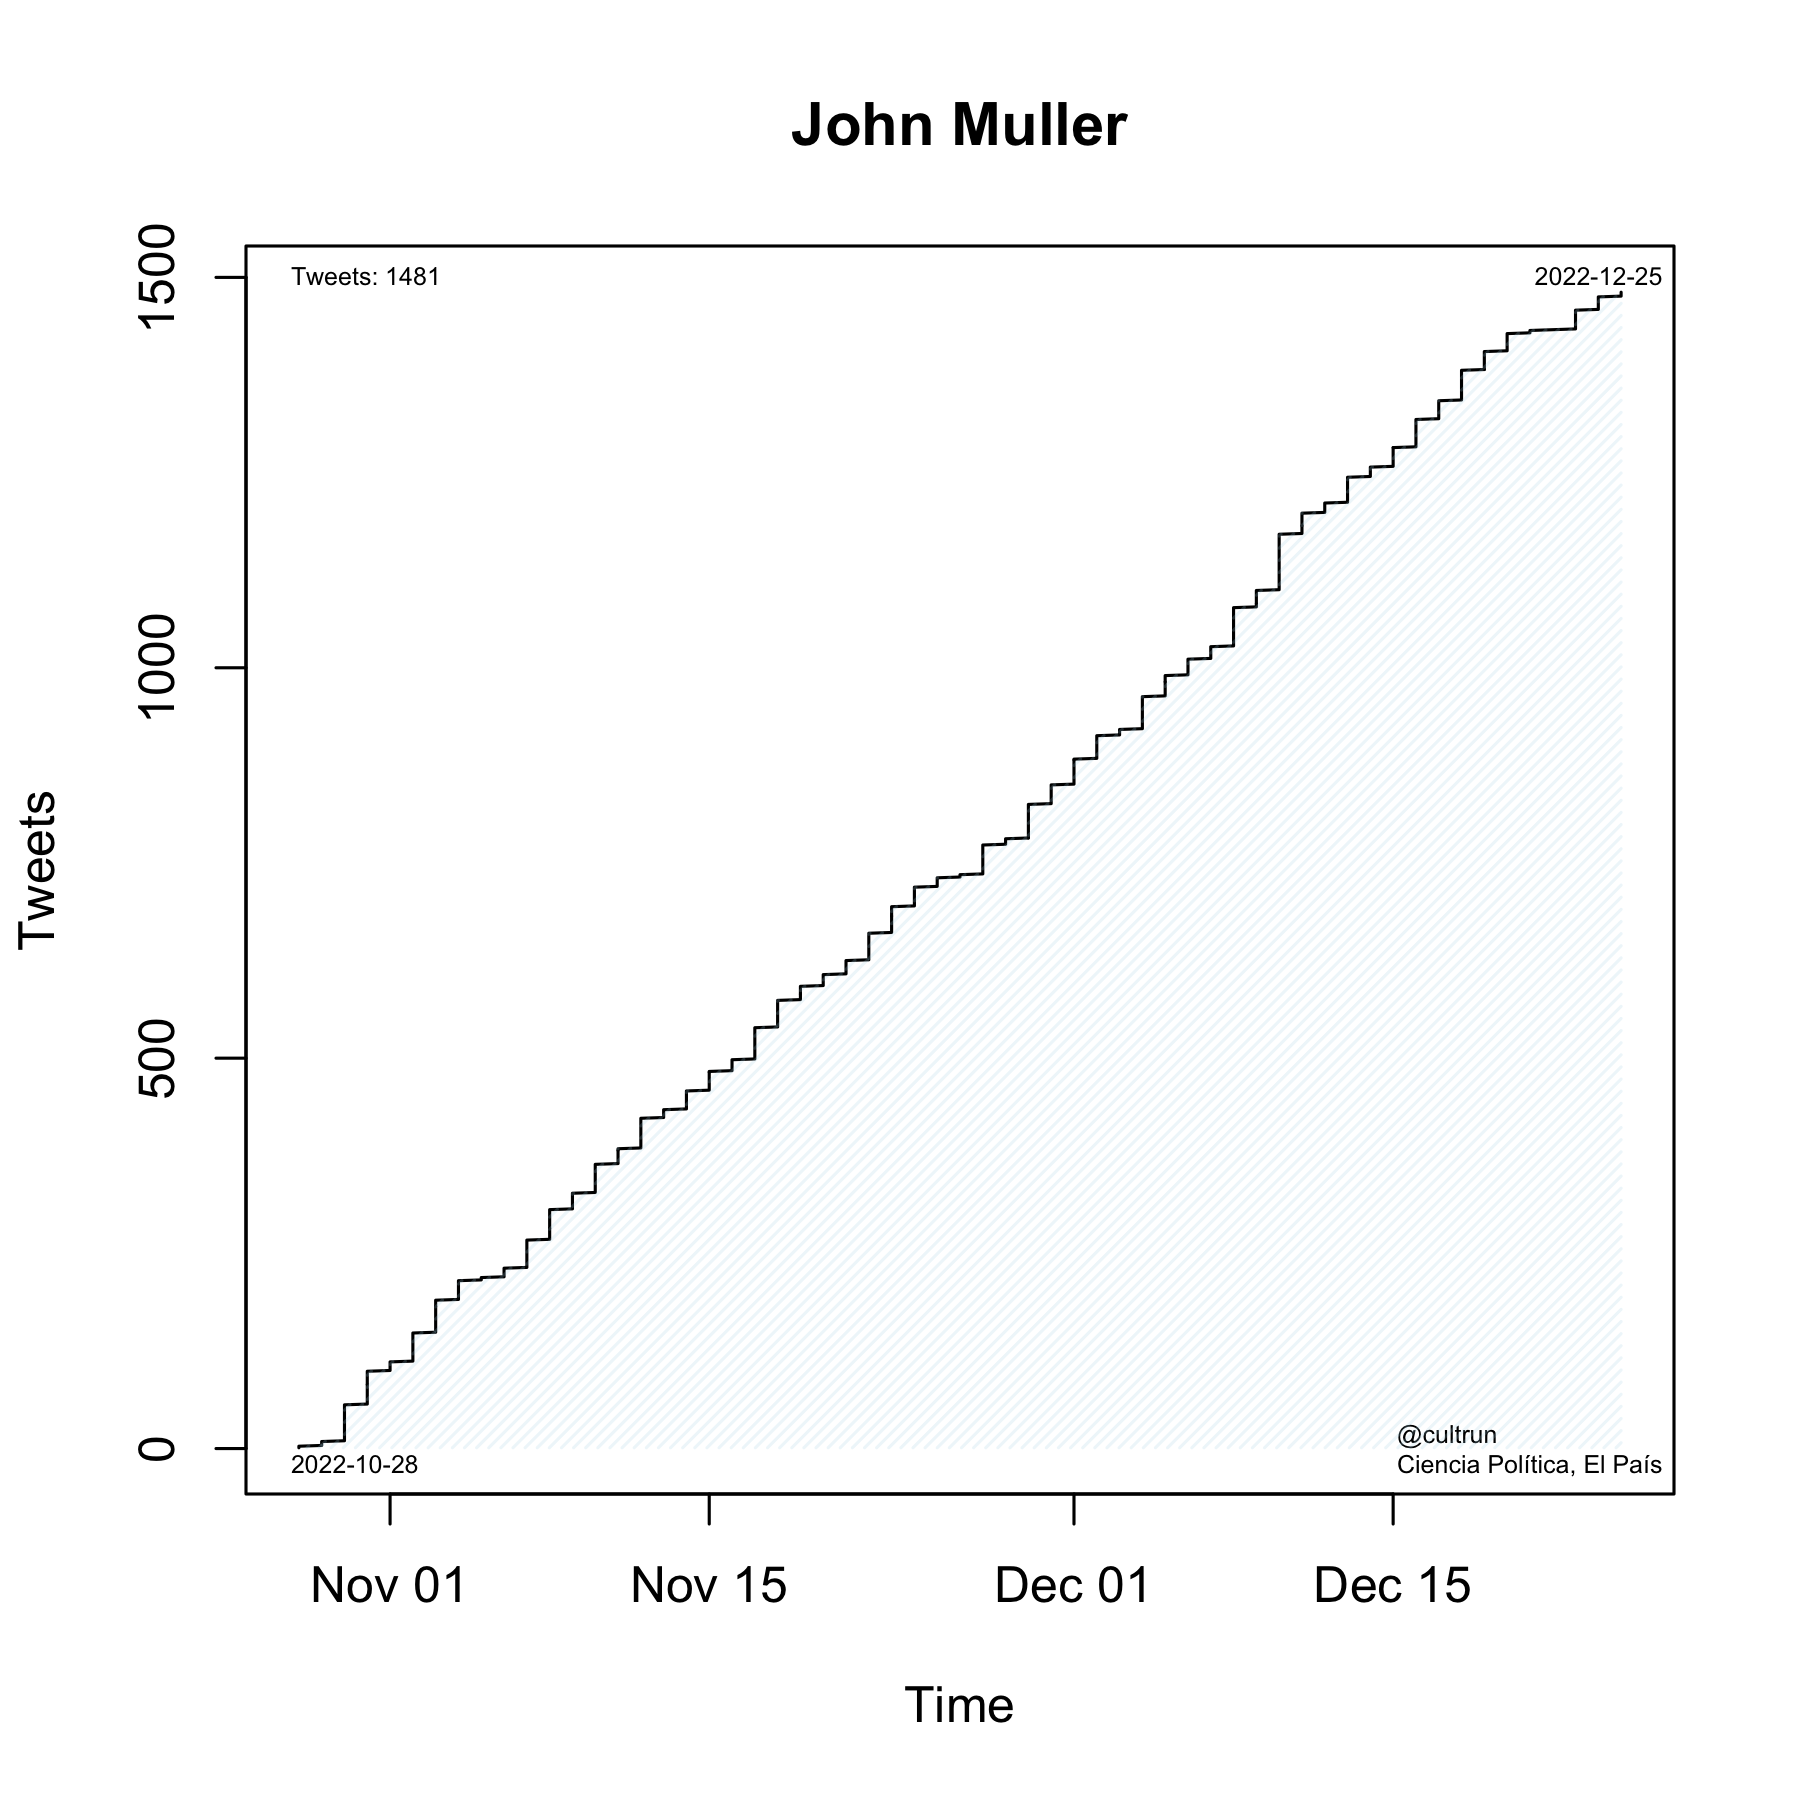 John Muller
Tweets: 1481
2022-12-25
1500
1000
500
0
Tweets
2022-10-28
@cultrun
Ciencia Política, El País
Nov 01
Nov 15
Dec 01
Dec 15
Time